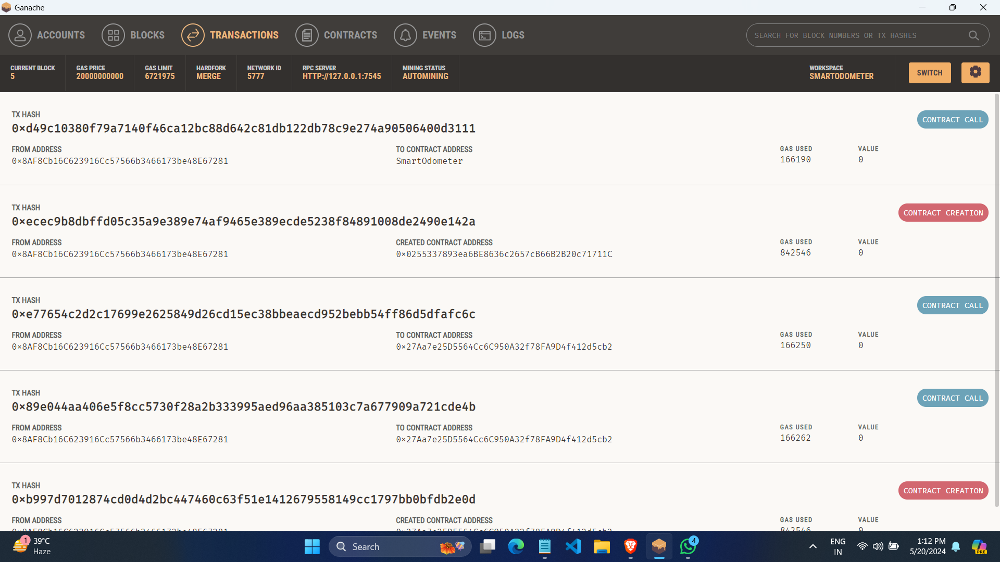 Ganache
ACCOUNTS BLOCKS TRANSACTIONS CONTRACTS EVENTS LOGS SEARCH FOR BLOCK NUMBERS OR TX HASHES
CURRENT BLOCK GAS PRICE GAS LIMIT HARDFORK NETWORK ID RPC SERVER MINING STATUS WORKSPACE
5 20000000000 6721975 MERGE 5777 HTTP://127.0.0.1:7545 AUTOMINING SMARTODOMETER SWITCH
TX HASH
0×d49c10380f79a7140f46ca12bc88d642c81db122db78c9e274a90506400d3111 CONTRACT CALL
FROM ADDRESS TO CONTRACT ADDRESS GAS USED VALUE
0×8AF8Cb16C623916Cc57566b3466173be48E67281 SmartOdometer 166190 0
TX HASH
0×ecec9b8dbffd05c35a9e389e74af9465e389ecde5238f84891008de2490e142a CONTRACT CREATION
FROM ADDRESS CREATED CONTRACT ADDRESS GAS USED VALUE
0×8AF8Cb16C623916Cc57566b3466173be48E67281 0×0255337893ea6BE8636c2657cB66B2B20c71711C 842546 0
TX HASH
0×e77654c2d2c17699e2625849d26cd15ec38bbeaecd952bebb54ff86d5dfafc6c CONTRACT CALL
FROM ADDRESS TO CONTRACT ADDRESS GAS USED VALUE
0×8AF8Cb16C623916Cc57566b3466173be48E67281 0×27Aa7e25D5564Cc6C950A32f78FA9D4f412d5cb2 166250 0
TX HASH
0×89e044aa406e5f8cc5730f28a2b333995aed96aa385103c7a677909a721cde4b CONTRACT CALL
FROM ADDRESS TO CONTRACT ADDRESS GAS USED VALUE
0×8AF8Cb16C623916Cc57566b3466173be48E67281 0×27Aa7e25D5564Cc6C950A32f78FA9D4f412d5cb2 166262 0
TX HASH
0×b997d7012874cd0d4d2bc447460c63f51e1412679558149cc1797bb0bfdb2e0d CONTRACT CREATION
FROM ADDRESS CREATED CONTRACT ADDRESS GAS USED VALUE
1 39°C Haze
Search
4
PRE
ENG IN
1:12 PM
5/20/2024